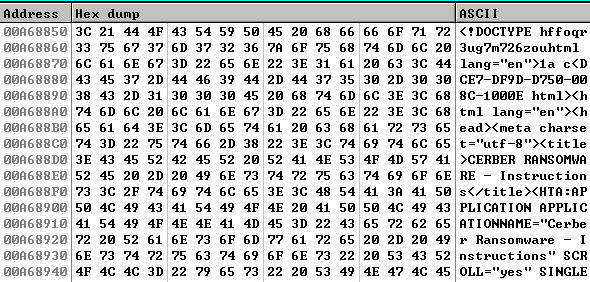 Address Hex dump ASCII
00A68850 3C 21 44 4F 43 54 59 50 45 20 68 66 66 6F 71 72 <!DOCTYPE hffoqr
00A68860 33 75 67 37 6D 37 32 36 7A 6F 75 68 74 6D 6C 20 3ug7m726zouhtml
00A68870 6C 61 6E 67 3D 22 65 6E 22 3E 31 61 20 63 3C 44 lang="en">1a c<D
00A68880 43 45 37 2D 44 46 39 44 2D 44 37 35 30 2D 30 30 CE7-DF9D-D750-00
00A68890 38 43 2D 31 30 30 30 45 20 68 74 6D 6C 3E 3C 68 8C-1000E html><h
00A688A0 74 6D 6C 20 6C 61 6E 67 3D 22 65 6E 22 3E 3C 68 tml lang="en"><h
00A688B0 65 61 64 3E 3C 6D 65 74 61 20 63 68 61 72 73 65 ead><meta charse
00A688C0 74 3D 22 75 74 66 2D 38 22 3E 3C 74 69 74 6C 65 t="utf-8"><title
00A688D0 3E 43 45 52 42 45 52 20 52 41 4E 53 4F 4D 57 41 >CERBER RANSOMWA
00A688E0 52 45 20 2D 20 49 6E 73 74 72 75 63 74 69 6F 6E RE - Instruction
00A688F0 73 3C 2F 74 69 74 6C 65 3E 3C 48 54 41 3A 41 50 s</title><HTA:AP
00A68900 50 4C 49 43 41 54 49 4F 4E 20 41 50 50 4C 49 43 PLICATION APPLIC
00A68910 41 54 49 4F 4E 4E 41 4D 45 3D 22 43 65 72 62 65 ATIONNAME="Cerbe
00A68920 72 20 52 61 6E 73 6F 6D 77 61 72 65 20 2D 20 49 r Ransomware - I
00A68930 6E 73 74 72 75 63 74 69 6F 6E 73 22 20 53 43 52 nstructions" SCR
00A68940 4F 4C 4C 3D 22 79 65 73 22 20 53 49 4E 47 4C 45 OLL="yes" SINGLE